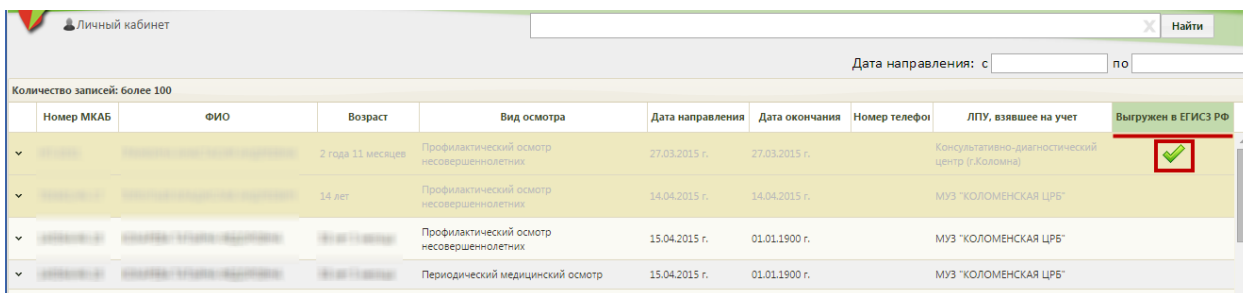 Личный кабинет
X Найти
Дата направления: с по
Количество записей: более 100
Номер МКАБ ФИО Возраст Вид осмотра Дата направления Дата окончания Номер телефон ЛПУ, взявшее на учет Выгружен в ЕГИСЗ РФ
2 года 11 месяцев Профилактический осмотр несовершеннолетних 27.03.2015 г. 27.03.2015 г. Консультативно-диагностический центр (г.Коломна)
14 лет Профилактический осмотр несовершеннолетних 14.04.2015 г. 14.04.2015 г. МУЗ "КОЛОМЕНСКАЯ ЦРБ"
Профилактический осмотр несовершеннолетних 15.04.2015 г. 01.01.1900 г. МУЗ "КОЛОМЕНСКАЯ ЦРБ"
Периодический медицинский осмотр 15.04.2015 г. 01.01.1900 г. МУЗ "КОЛОМЕНСКАЯ ЦРБ"